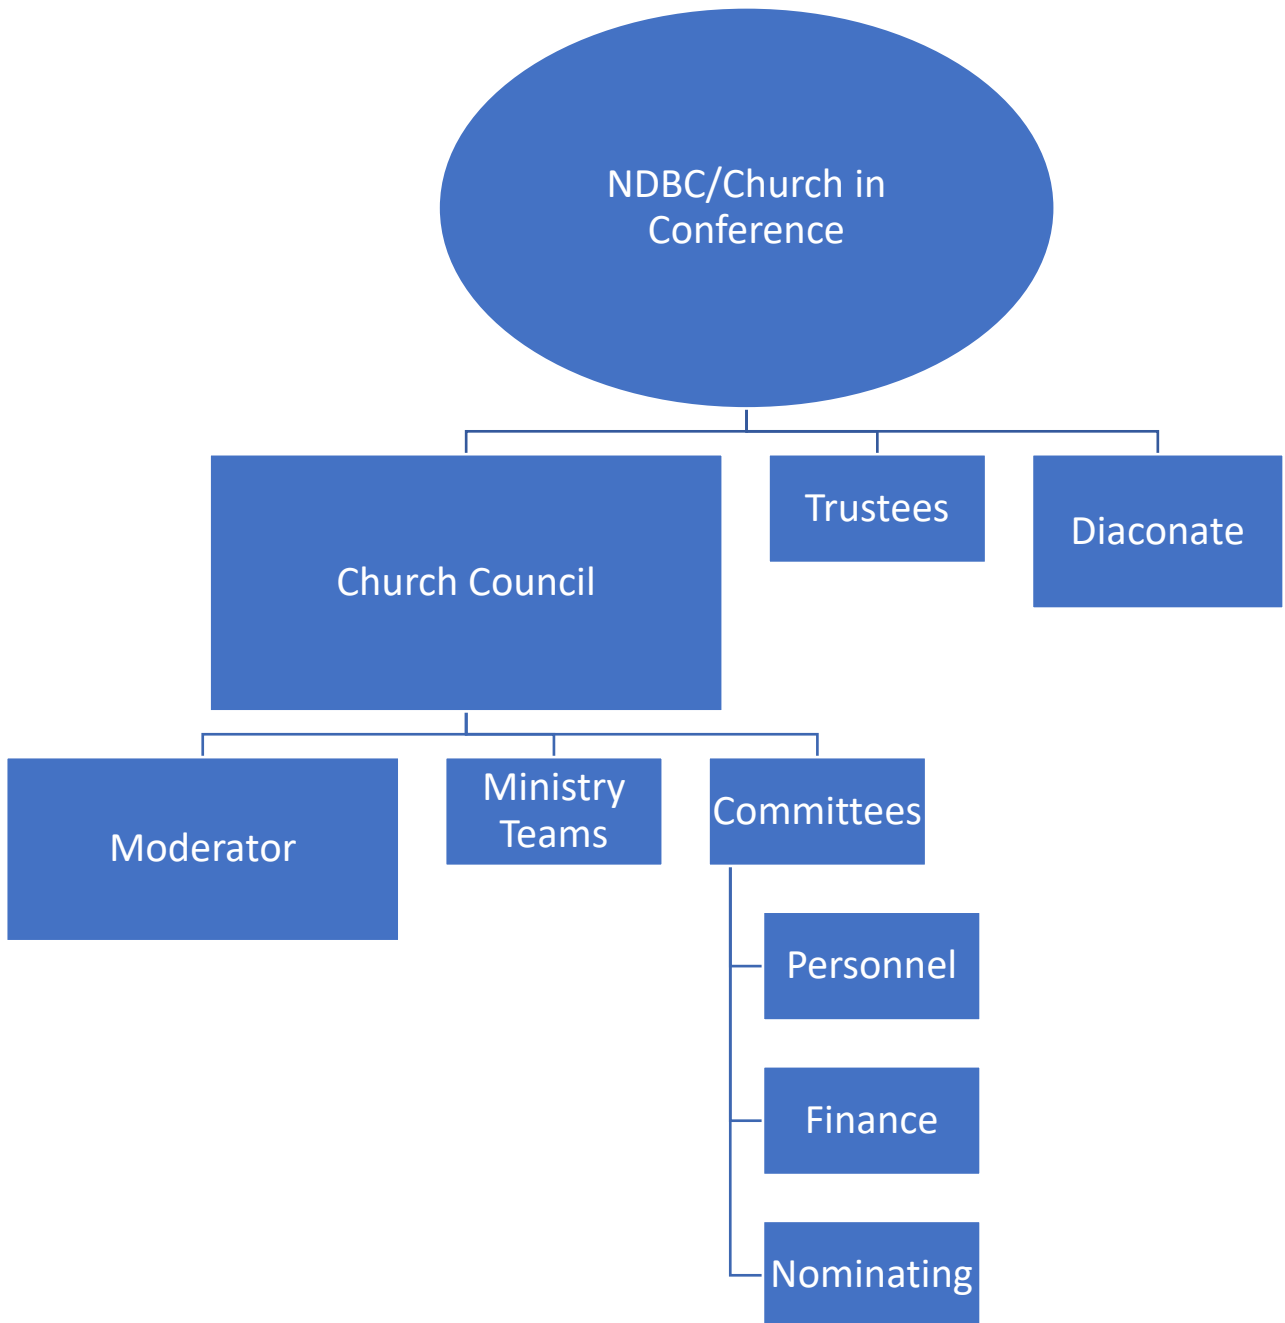 NDBC/Church in
Conference
Church Council
Trustees
Diaconate
Moderator
Ministry
Teams
Committees
Personnel
Finance
Nominating